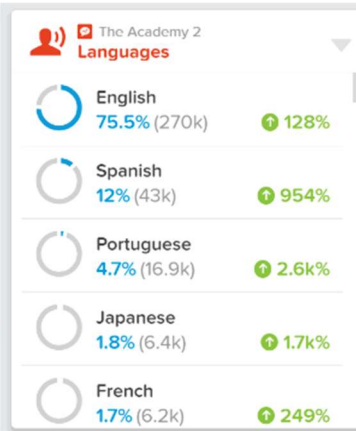 The Academy 2
Languages
English
75.5% (270k) 128%
Spanish
12% (43k) 954%
Portuguese
4.7% (16.9k) 2.6k%
Japanese
1.8% (6.4k) 1.7k%
French
1.7% (6.2k) 249%